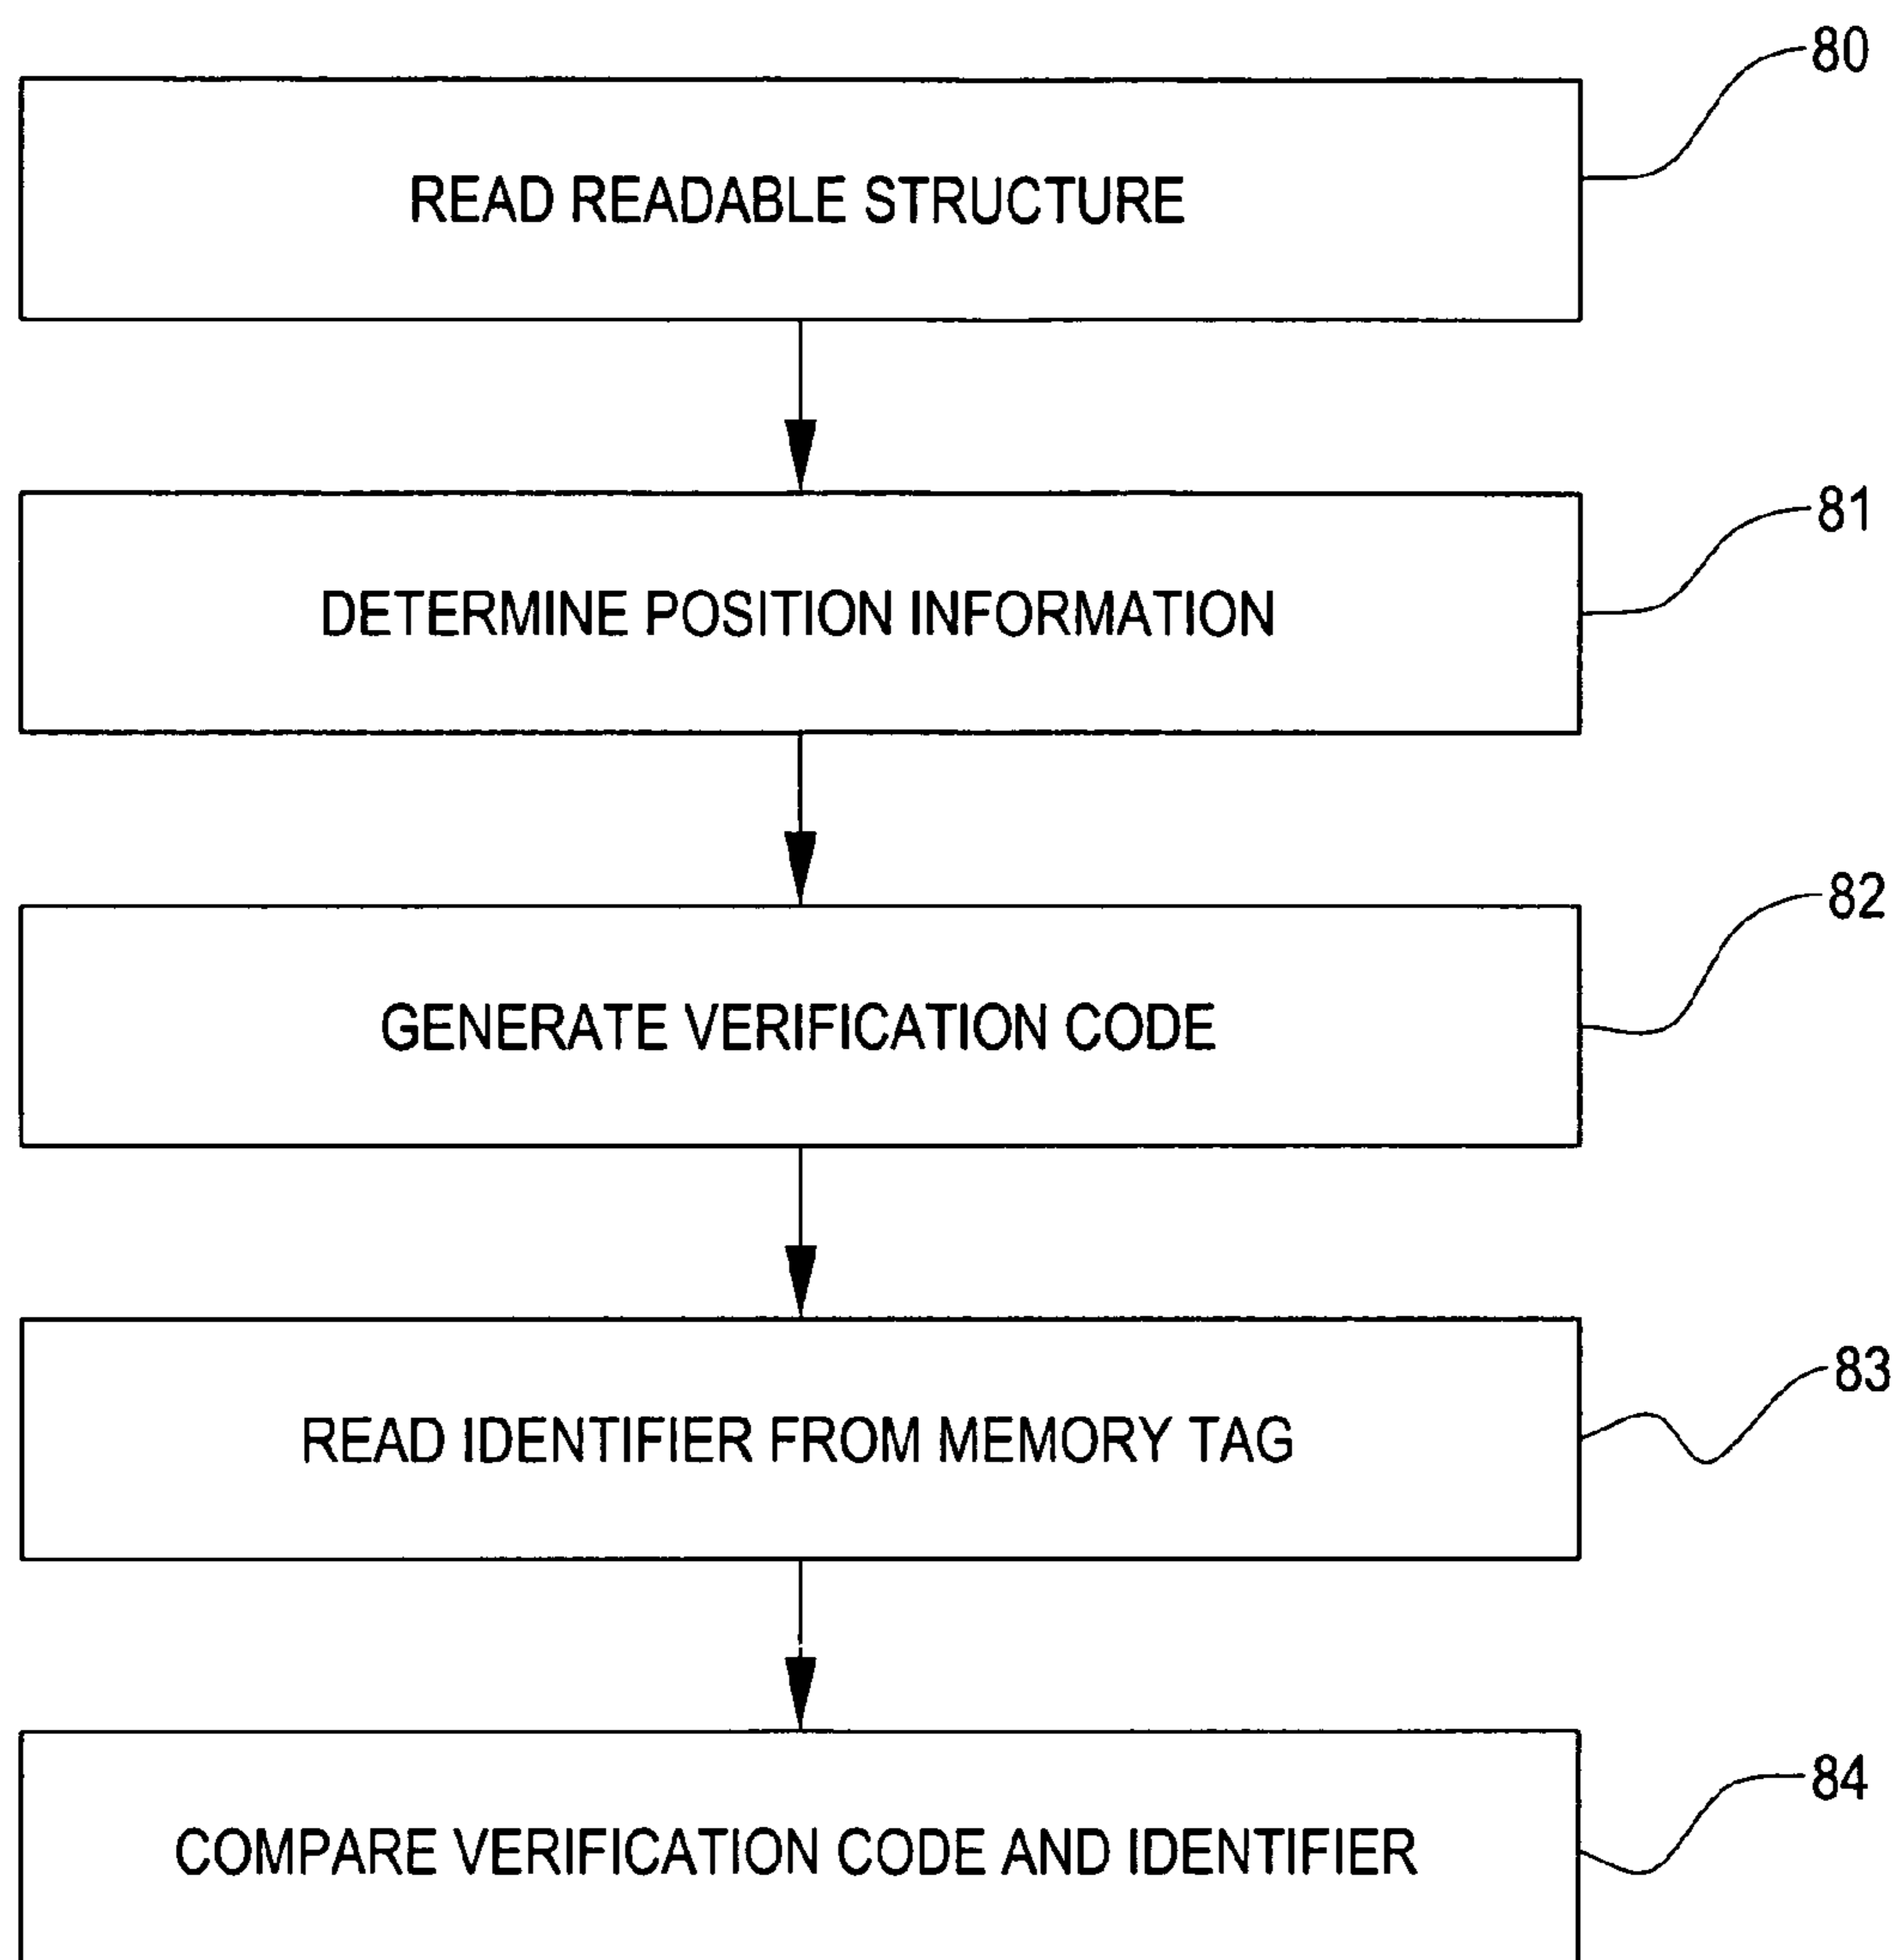 80
READ READABLE STRUCTURE
81
DETERMINE POSITION INFORMATION
82
GENERATE VERIFICATION CODE
83
READ IDENTIFIER FROM MEMORY TAG
84
COMPARE VERIFICATION CODE AND IDENTIFIER